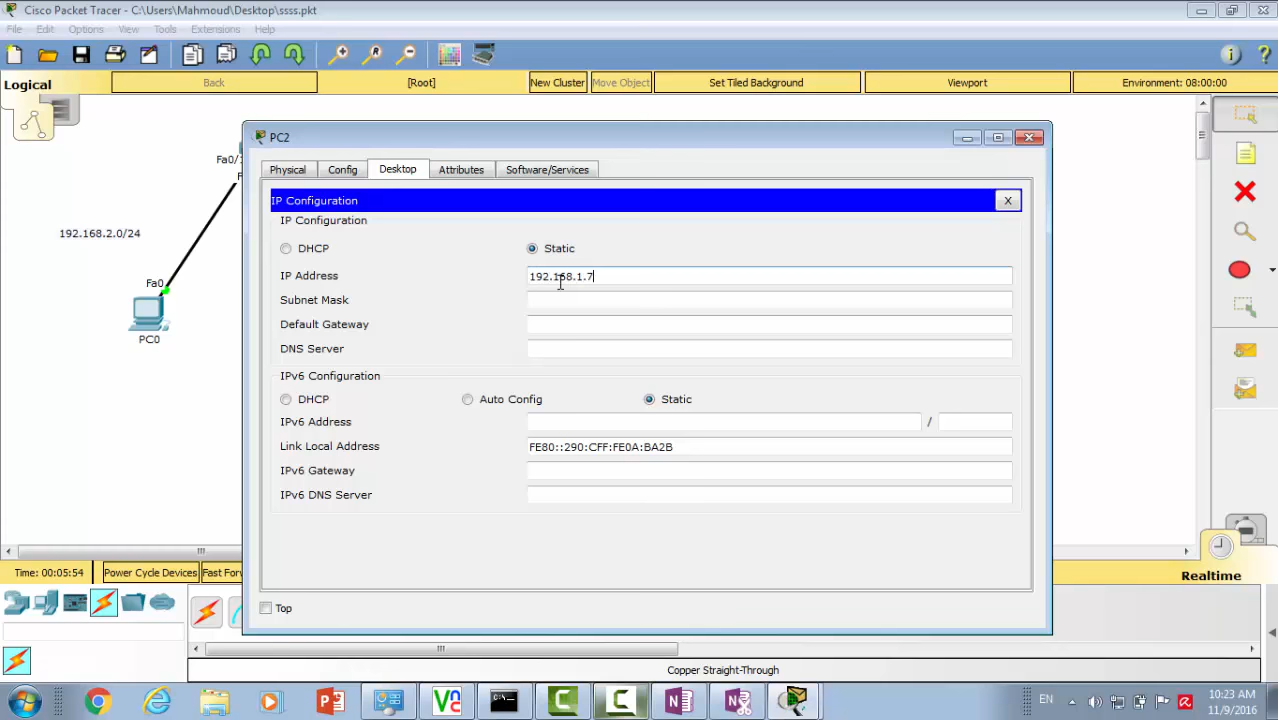 Cisco Packet Tracer - C:\Users\Mahmoud\Desktop\ssss.pkt
File Edit Options View Tools Extensions Help
Logical Back [Root] New Cluster Move Object Set Tiled Background Viewport Environment: 08:00:00
PC2
Fa0/
Physical Config Desktop Attributes Software/Services
IP Configuration X
IP Configuration
192.168.2.0/24
DHCP Static
IP Address 192.168.1.7
Fa0
Subnet Mask
Default Gateway
PC0
DNS Server
IPv6 Configuration
DHCP Auto Config Static
IPv6 Address /
Link Local Address FE80::290:CFF:FE0A:BA2B
IPv6 Gateway
IPv6 DNS Server
Time: 00:05:54 Power Cycle Devices Fast For Realtime
Top
Copper Straight-Through
EN 10:23 AM
11/9/2016